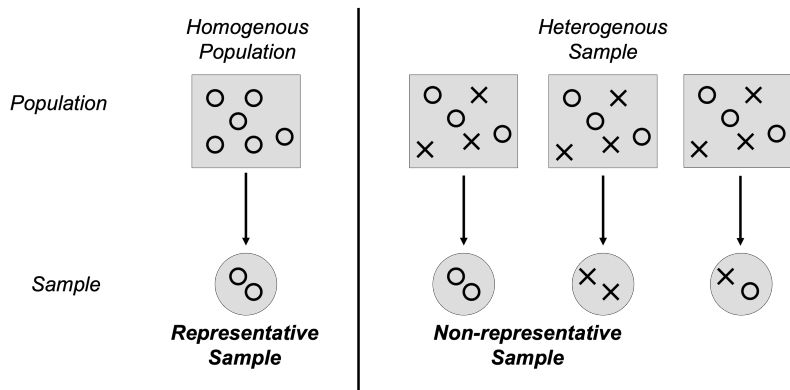 Homogenous
Population
Heterogenous
Sample
Population
Sample
Representative
Sample
Non-representative
Sample